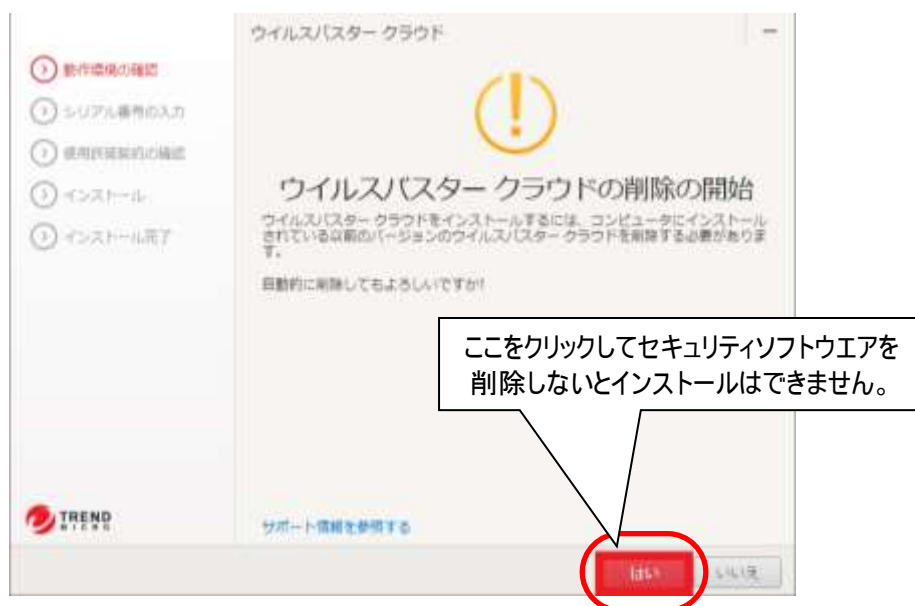 ウイルスバスター クラウド
動作環境の確認
シリアル番号の入力
使用許諾契約の確認
インストール
インストール完了
ウイルスバスター クラウドの削除の開始
ウイルスバスター クラウドをインストールするには、コンピュータにインストール
されている以前のバージョンのウイルスバスター クラウドを削除する必要がありま
す。
自動的に削除してもよろしいですか?
ここをクリックしてセキュリティソフトウエアを
削除しないとインストールはできません。
TREND
MICRO
サポート情報を参照する
はい
いいえ